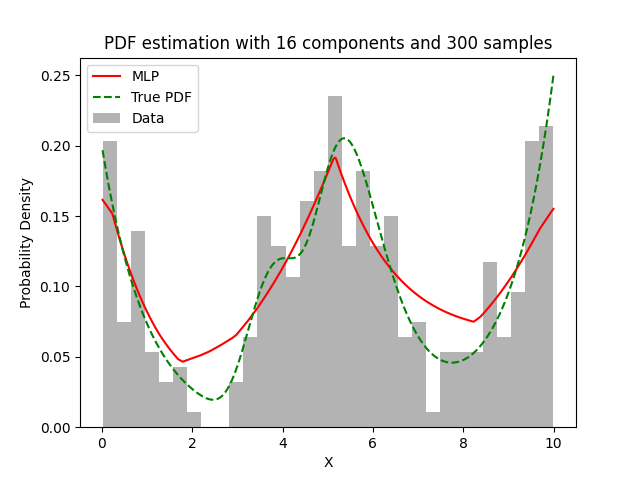 PDF estimation with 16 components and 300 samples
MLP
True PDF
Data
0.25
0.20
0.15
0.10
0.05
0.00
Probability Density
0
2
4
6
8
10
X